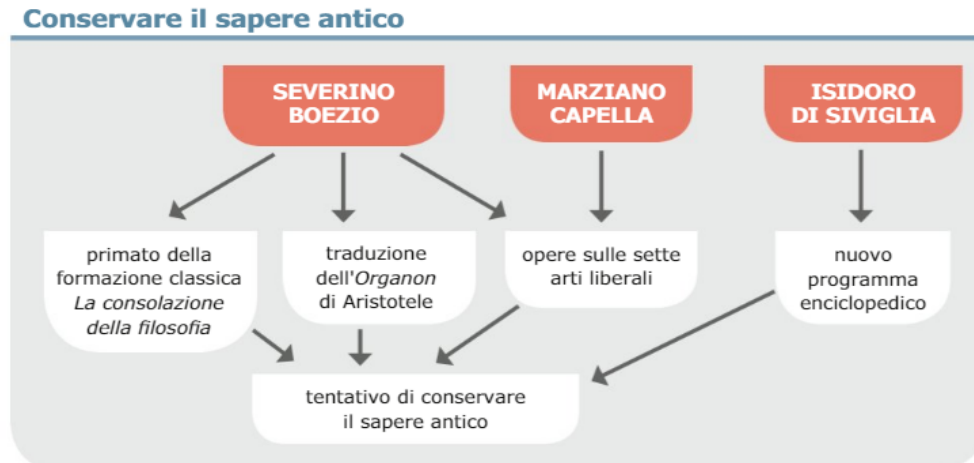 Conservare il sapere antico
SEVERINO
BOEZIO
MARZIANO
CAPELLA
ISIDORO
DI SIVIGLIA
primato della
formazione classica
La consolazione
della filosofia
traduzione
dell'Organon
di Aristotele
opere sulle sette
arti liberali
nuovo
programma
enciclopedico
tentativo di conservare
il sapere antico